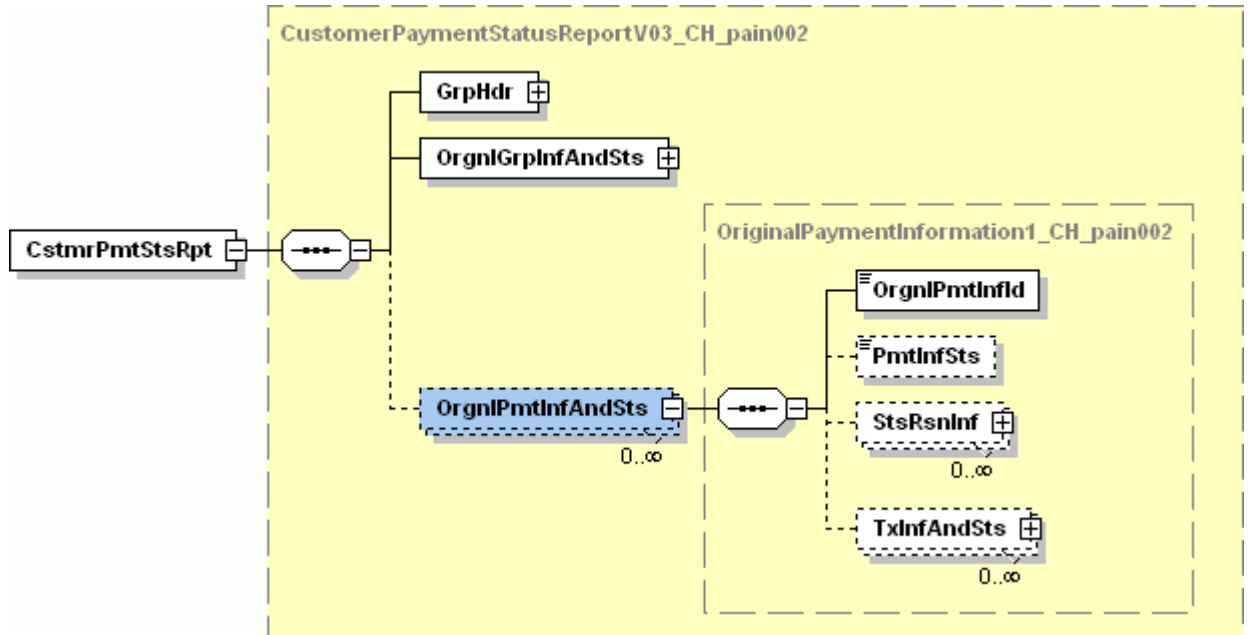 CustomerPaymentStatusReportV03_CH_pain002
GrpHdr
OrgnlGrpInfAndSts
OriginalPaymentInformation1_CH_pain002
CstmrPmtStsRpt
OrgnlPmtInfId
PmtInfSts
OrgnlPmtInfAndSts
0..∞
StsRsnInf
0..∞
TxInfAndSts
0..∞